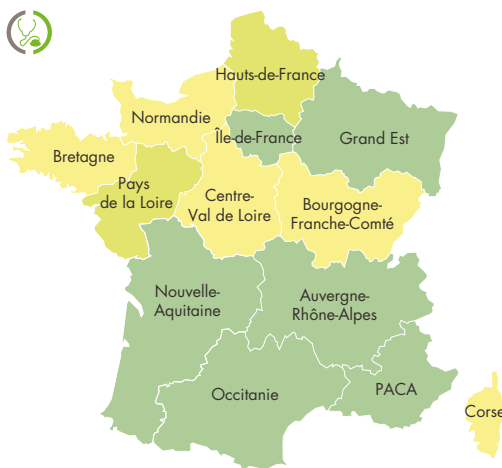 Hauts-de-France
Normandie
Île-de-France
Grand Est
Bretagne
Pays
de la Loire
Centre-
Val de Loire
Bourgogne-
Franche-Comté
Nouvelle-
Aquitaine
Auvergne-
Rhône-Alpes
Occitanie
PACA
Corse